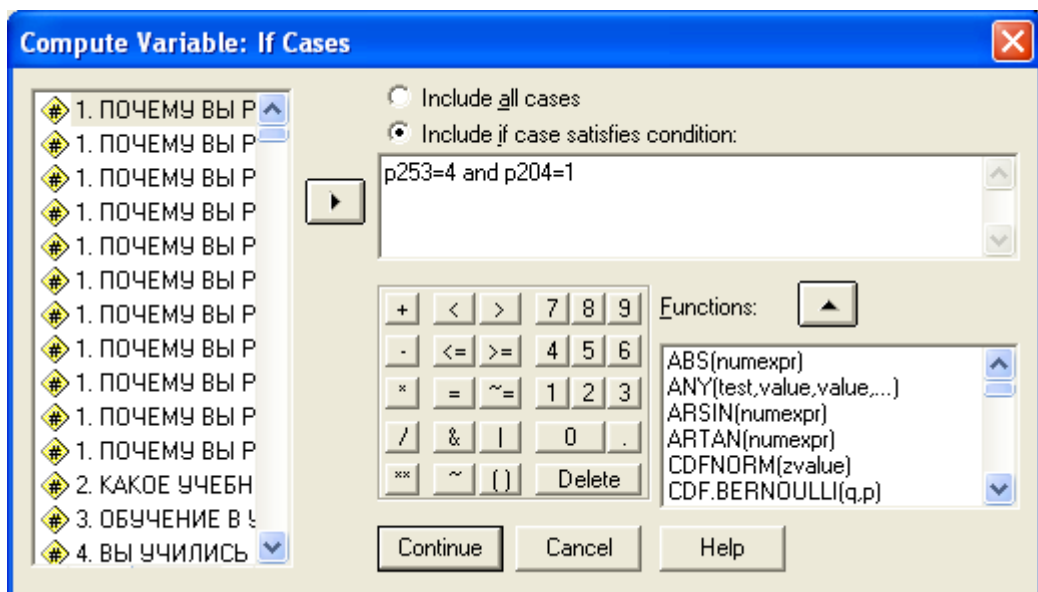 Compute Variable: If Cases
# 1. ПОЧЕМУ ВЫ Р
# 1. ПОЧЕМУ ВЫ Р
# 1. ПОЧЕМУ ВЫ Р
# 1. ПОЧЕМУ ВЫ Р
# 1. ПОЧЕМУ ВЫ Р
# 1. ПОЧЕМУ ВЫ Р
# 1. ПОЧЕМУ ВЫ Р
# 1. ПОЧЕМУ ВЫ Р
# 1. ПОЧЕМУ ВЫ Р
# 1. ПОЧЕМУ ВЫ Р
# 1. ПОЧЕМУ ВЫ Р
# 2. КАКОЕ УЧЕБН
# 3. ОБУЧЕНИЕ В У
# 4. ВЫ УЧИЛИСЬ
Include all cases
Include if case satisfies condition:
p253=4 and p204=1
+ < > 7 8 9
- <= >= 4 5 6
* = ~= 1 2 3
/ & | 0 .
** ~ () Delete
Functions:
ABS(numexpr)
ANY(test,value,value,...)
ARSIN(numexpr)
ARTAN(numexpr)
CDFNORM(zvalue)
CDF.BERNOULLI(q,p)
Continue Cancel Help